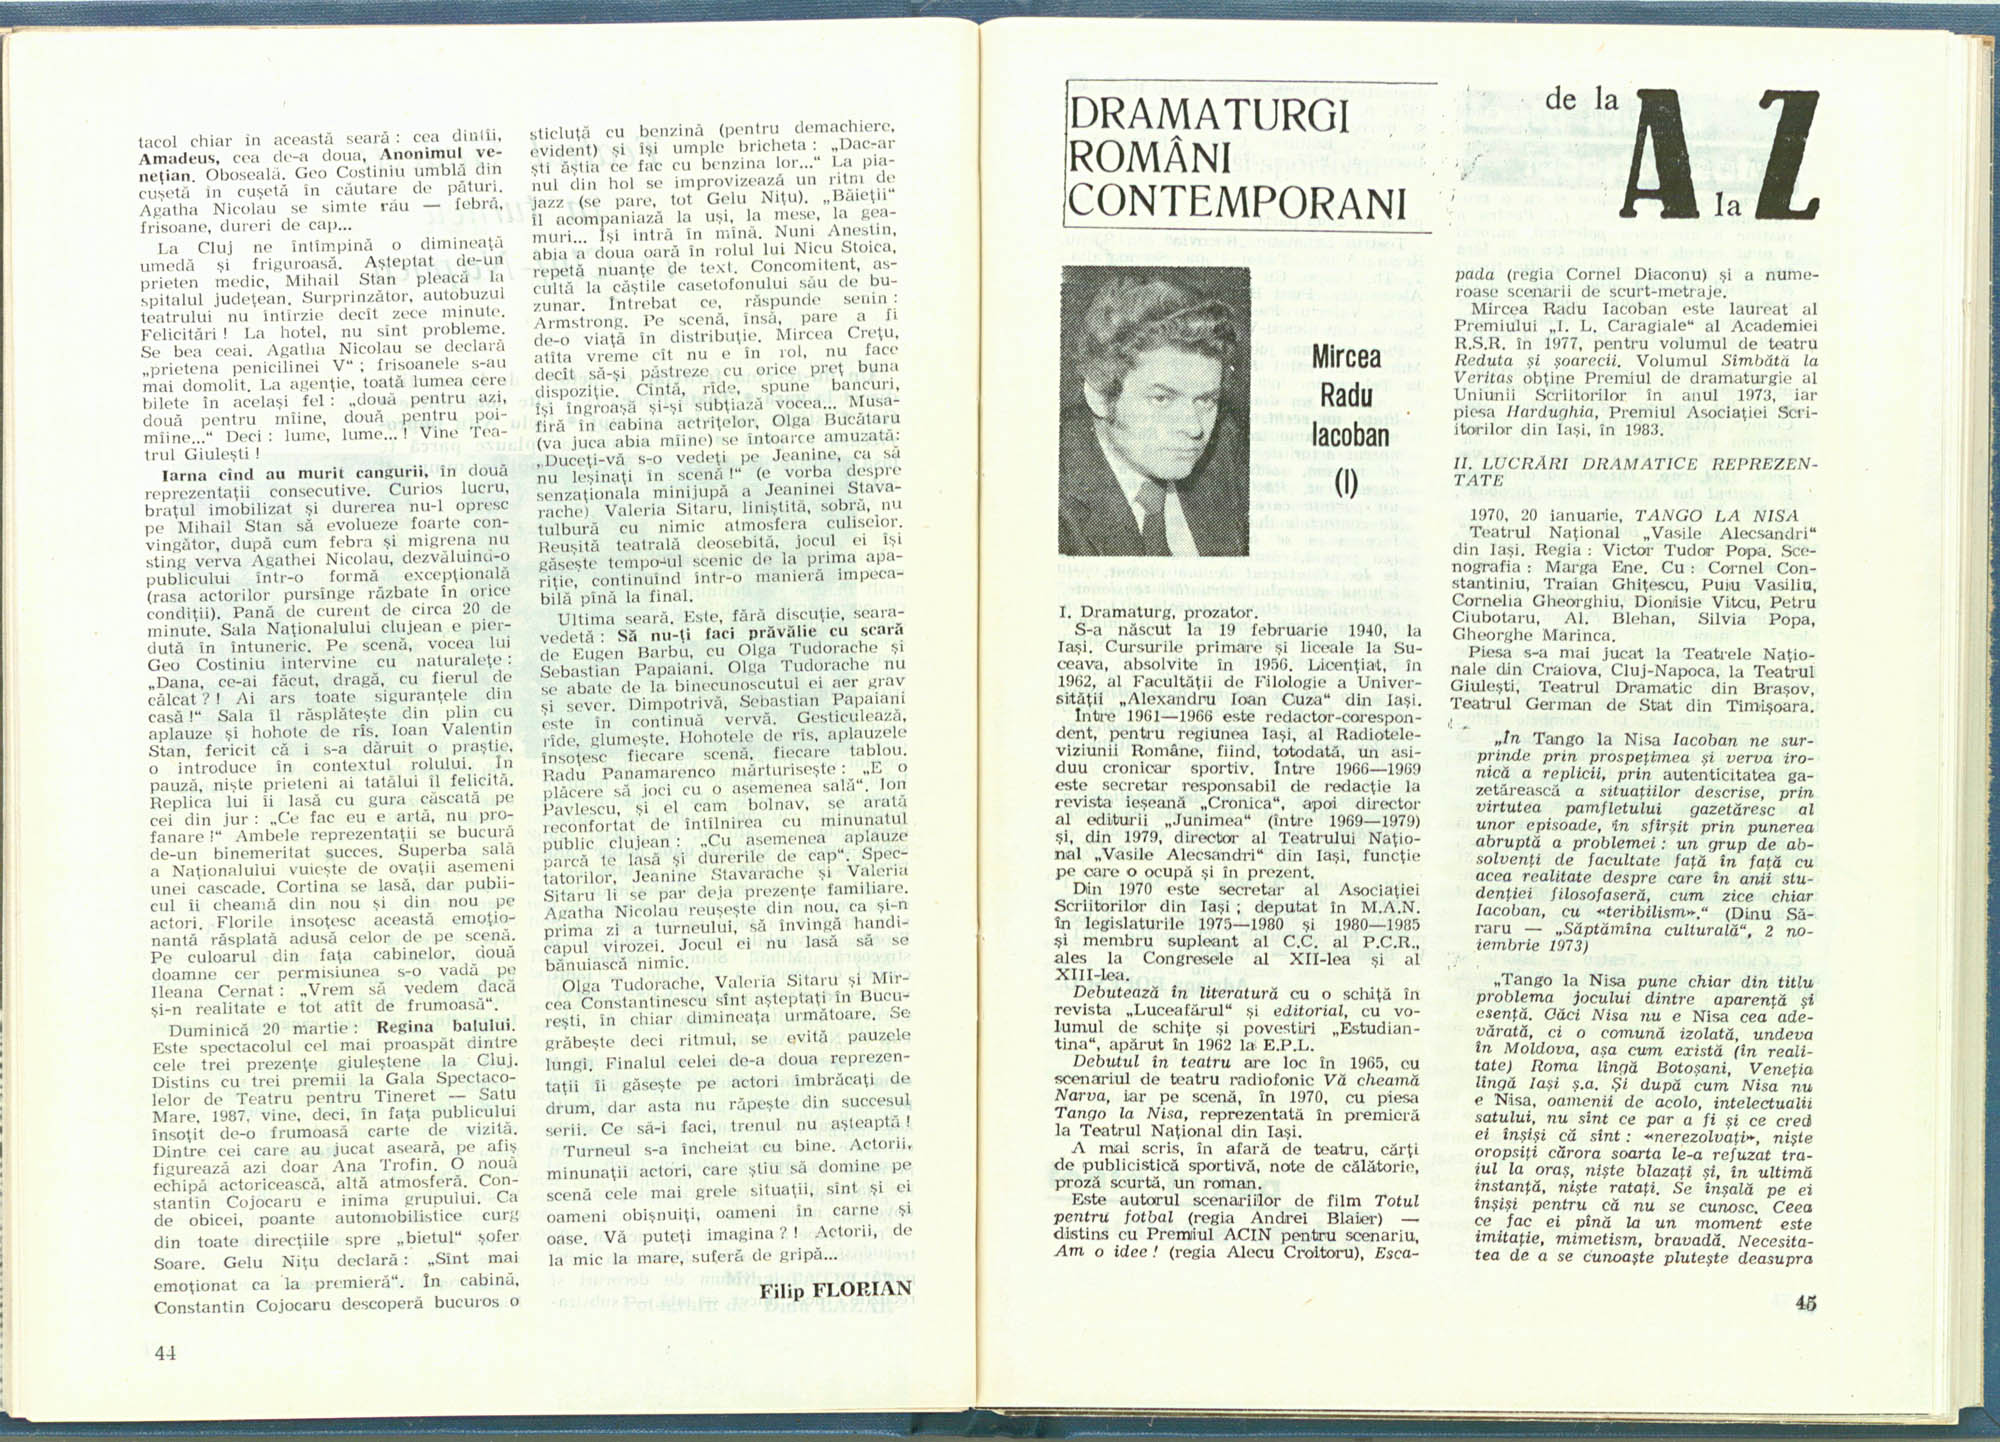 tacol chiar în această seară : cea dintîi,
Amadeus, cea de-a doua, Anonimul ve-
nețian. Oboseală. Geo Costiniu umblă din
cușetă în cușetă în căutare de pături.
Agatha Nicolau se simte rău — febră,
frisoane, dureri de cap...
La Cluj ne întîmpină o dimineață
umedă și friguroasă. Așteptat de-un
prieten medic, Mihail Stan pleacă la
spitalul județean. Surprinzător, autobuzul
teatrului nu întîrzie decît zece minute.
Felicitări ! La hotel, nu sînt probleme.
Se bea ceai. Agatha Nicolau se declară
„prietena penicilinei V“ ; frisoanele s-au
mai domolit. La agenție, toată lumea cere
bilete în același fel : „două pentru azi,
două pentru mîine, două pentru poi-
mîine...“ Deci : lume, lume... ! Vine Tea-
trul Giulești !
Iarna cînd au murit cangurii, în două
reprezentații consecutive. Curios lucru,
brațul imobilizat și durerea nu-l opresc
pe Mihail Stan să evolueze foarte con-
vingător, după cum febra și migrena nu
sting verva Agathei Nicolau, dezvăluind-o
publicului într-o formă excepțională
(rasa actorilor pursînge răzbate în orice
condiții). Pană de curent de circa 20 de
minute. Sala Naționalului clujean e pier-
dută în întuneric. Pe scenă, vocea lui
Geo Costiniu intervine cu naturalețe :
„Dana, ce-ai făcut, dragă, cu fierul de
călcat ? ! Ai ars toate siguranțele din
casă !“ Sala îl răsplătește din plin cu
aplauze și hohote de rîs. Ioan Valentin
Stan, fericit că i s-a dăruit o praștie,
o introduce în contextul rolului. În
pauză, niște prieteni ai tatălui îl felicită.
Replica lui îi lasă cu gura căscată pe
cei din jur : „Ce fac eu e artă, nu pro-
fanare !“ Ambele reprezentații se bucură
de-un binemeritat succes. Superba sală
a Naționalului vuiește de ovații asemeni
unei cascade. Cortina se lasă, dar publi-
cul îi cheamă din nou și din nou pe
actori. Florile însoțesc această emoțio-
nantă răsplată adusă celor de pe scenă.
Pe culoarul din fața cabinelor, două
doamne cer permisiunea s-o vadă pe
Ileana Cernat : „Vrem să vedem dacă
și-n realitate e tot atît de frumoasă“.
Duminică 20 martie : Regina balului.
Este spectacolul cel mai proaspăt dintre
cele trei prezențe giuleștene la Cluj.
Distins cu trei premii la Gala Spectaco-
lelor de Teatru pentru Tineret — Satu
Mare, 1987, vine, deci, în fața publicului
însoțit de-o frumoasă carte de vizită.
Dintre cei care au jucat aseară, pe afiș
figurează azi doar Ana Trofin. O nouă
echipă actoricească, altă atmosferă. Con-
stantin Cojocaru e inima grupului. Ca
de obicei, poante automobilistice curg
din toate direcțiile spre „bietul“ șofer
Soare. Gelu Nițu declară : „Sînt mai
emoționat ca la premieră“. În cabină,
Constantin Cojocaru descoperă bucuros o
44
sticluță cu benzină (pentru demachiere,
evident) și își umple bricheta : „Dac-ar
ști ăștia ce fac cu benzina lor...“ La pia-
nul din hol se improvizează un ritm de
jazz (se pare, tot Gelu Nițu). „Băieții“
îl acompaniază la uși, la mese, la gea-
muri... Își intră în mînă. Nuni Anestin,
abia a doua oară în rolul lui Nicu Stoica,
repetă nuanțe de text. Concomitent, as-
cultă la căștile casetofonului său de bu-
zunar. Întrebat ce, răspunde senin :
Armstrong. Pe scenă, însă, pare a fi
de-o viață în distribuție. Mircea Crețu,
atîta vreme cît nu e în rol, nu face
decît să-și păstreze cu orice preț buna
dispoziție. Cîntă, rîde, spune bancuri,
își îngroașă și-și subțiază vocea... Musa-
firă în cabina actrițelor, Olga Bucătaru
(va juca abia mîine) se întoarce amuzată:
„Duceți-vă s-o vedeți pe Jeanine, ca să
nu leșinați în scenă !“ (e vorba despre
senzaționala minijupă a Jeaninei Stava-
rache) Valeria Sitaru, liniștită, sobră, nu
tulbură cu nimic atmosfera culiselor.
Reușită teatrală deosebită, jocul ei își
găsește tempo-ul scenic de la prima apa-
riție, continuînd într-o manieră impeca-
bilă pînă la final.
Ultima seară. Este, fără discuție, seara-
vedetă : Să nu-ți faci prăvălie cu scară
de Eugen Barbu, cu Olga Tudorache și
Sebastian Papaiani. Olga Tudorache nu
se abate de la binecunoscutul ei aer grav
și sever. Dimpotrivă, Sebastian Papaiani
este în continuă vervă. Gesticulează,
rîde, glumește. Hohotele de rîs, aplauzele
însoțesc fiecare scenă, fiecare tablou.
Radu Panamarenco mărturisește : „E o
plăcere să joci cu o asemenea sală“. Ion
Pavlescu, și el cam bolnav, se arată
reconfortat de întîlnirea cu minunatul
public clujean : „Cu asemenea aplauze
parcă te lasă și durerile de cap“. Spec-
tatorilor, Jeanine Stavarache și Valeria
Sitaru li se par deja prezențe familiare.
Agatha Nicolau reușește din nou, ca și-n
prima zi a turneului, să învingă handi-
capul virozei. Jocul ei nu lasă să se
bănuiască nimic.
Olga Tudorache, Valeria Sitaru și Mir-
cea Constantinescu sînt așteptați în Bucu-
rești, în chiar dimineața următoare. Se
grăbește deci ritmul, se evită pauzele
lungi. Finalul celei de-a doua reprezen-
tații îi găsește pe actori îmbrăcați de
drum, dar asta nu răpește din succesul
serii. Ce să-i faci, trenul nu așteaptă !
Turneul s-a încheiat cu bine. Actorii,
minunații actori, care știu să domine pe
scenă cele mai grele situații, sînt și ei
oameni obișnuiți, oameni în carne și
oase. Vă puteți imagina ? ! Actorii, de
la mic la mare, suferă de gripă...
Filip FLORIAN
DRAMATURGI
ROMÂNI
CONTEMPORANI
de la A la Z
Mircea
Radu
Iacoban
(I)
I. Dramaturg, prozator.
S-a născut la 19 februarie 1940, la
Iași. Cursurile primare și liceale la Su-
ceava, absolvite în 1956. Licențiat, în
1962, al Facultății de Filologie a Univer-
sității „Alexandru Ioan Cuza“ din Iași.
Între 1961—1966 este redactor-corespon-
dent, pentru regiunea Iași, al Radiotele-
viziunii Române, fiind, totodată, un asi-
duu cronicar sportiv. Între 1966—1969
este secretar responsabil de redacție la
revista ieșeană „Cronica“, apoi director
al editurii „Junimea“ (între 1969—1979)
și, din 1979, director al Teatrului Națio-
nal „Vasile Alecsandri“ din Iași, funcție
pe care o ocupă și în prezent.
Din 1970 este secretar al Asociației
Scriitorilor din Iași ; deputat în M.A.N.
în legislaturile 1975—1980 și 1980—1985
și membru supleant al C.C. al P.C.R.,
ales la Congresele al XII-lea și al
XIII-lea.
Debutează în literatură cu o schiță în
revista „Luceafărul“ și editorial, cu vo-
lumul de schițe și povestiri „Estudian-
tina“, apărut în 1962 la E.P.L.
Debutul în teatru are loc în 1965, cu
scenariul de teatru radiofonic Vă cheamă
Narva, iar pe scenă, în 1970, cu piesa
Tango la Nisa, reprezentată în premieră
la Teatrul Național din Iași.
A mai scris, în afară de teatru, cărți
de publicistică sportivă, note de călătorie,
proză scurtă, un roman.
Este autorul scenariilor de film Totul
pentru fotbal (regia Andrei Blaier) —
distins cu Premiul ACIN pentru scenariu,
Am o idee ! (regia Alecu Croitoru), Esca-
pada (regia Cornel Diaconu) și a nume-
roase scenarii de scurt-metraje.
Mircea Radu Iacoban este laureat al
Premiului „I. L. Caragiale“ al Academiei
R.S.R. în 1977, pentru volumul de teatru
Reduta și șoarecii. Volumul Sîmbătă la
Veritas obține Premiul de dramaturgie al
Uniunii Scriitorilor în anul 1973, iar
piesa Hardughia, Premiul Asociației Scri-
itorilor din Iași, în 1983.
II. LUCRĂRI DRAMATICE REPREZEN-
TATE
1970, 20 ianuarie, TANGO LA NISA
Teatrul Național „Vasile Alecsandri“
din Iași. Regia : Victor Tudor Popa. Sce-
nografia : Marga Ene. Cu : Cornel Con-
stantiniu, Traian Ghițescu, Puiu Vasiliu,
Cornelia Gheorghiu, Dionisie Vitcu, Petru
Ciubotaru, Al. Blehan, Silvia Popa,
Gheorghe Marinca.
Piesa s-a mai jucat la Teatrele Națio-
nale din Craiova, Cluj-Napoca, la Teatrul
Giulești, Teatrul Dramatic din Brașov,
Teatrul German de Stat din Timișoara.
„În Tango la Nisa Iacoban ne sur-
prinde prin prospețimea și verva iro-
nică a replicii, prin autenticitatea ga-
zetărească a situațiilor descrise, prin
virtutea pamfletului gazetăresc al
unor episoade, în sfîrșit prin punerea
abruptă a problemei : un grup de ab-
solvenți de facultate față în față cu
acea realitate despre care în anii stu-
denției filosofaseră, cum zice chiar
Iacoban, cu «teribilism».“ (Dinu Să-
raru — „Săptămîna culturală“, 2 no-
iembrie 1973)
„Tango la Nisa pune chiar din titlu
problema jocului dintre aparență și
esență. Căci Nisa nu e Nisa cea ade-
vărată, ci o comună izolată, undeva
în Moldova, așa cum există (în reali-
tate) Roma lîngă Botoșani, Veneția
lîngă Iași ș.a. Și după cum Nisa nu
e Nisa, oamenii de acolo, intelectualii
satului, nu sînt ce par a fi și ce cred
ei înșiși că sînt : «nerezolvați», niște
oropsiți cărora soarta le-a refuzat tra-
iul la oraș, niște blazați și, în ultimă
instanță, niște ratați. Se înșală pe ei
înșiși pentru că nu se cunosc. Ceea
ce fac ei pînă la un moment este
imitație, mimetism, bravadă. Necesita-
tea de a se cunoaște plutește deasupra
45